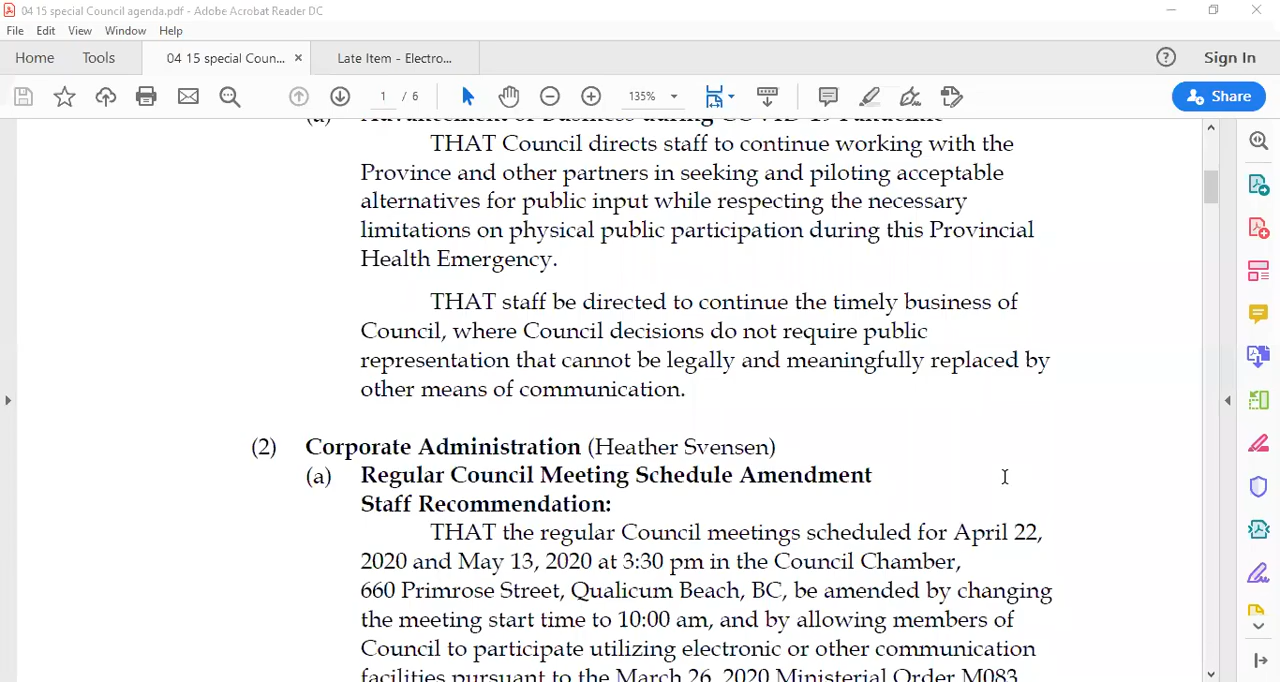 04 15 special Council agenda.pdf - Adobe Acrobat Reader DC
File Edit View Window Help
Home Tools 04 15 special Coun... × Late Item - Electro... ? Sign In
1 / 6 135% Share
(a) Advancement of Business during COVID-19 Pandemic
THAT Council directs staff to continue working with the
Province and other partners in seeking and piloting acceptable
alternatives for public input while respecting the necessary
limitations on physical public participation during this Provincial
Health Emergency.
THAT staff be directed to continue the timely business of
Council, where Council decisions do not require public
representation that cannot be legally and meaningfully replaced by
other means of communication.
(2) Corporate Administration (Heather Svensen)
(a) Regular Council Meeting Schedule Amendment
Staff Recommendation:
THAT the regular Council meetings scheduled for April 22,
2020 and May 13, 2020 at 3:30 pm in the Council Chamber,
660 Primrose Street, Qualicum Beach, BC, be amended by changing
the meeting start time to 10:00 am, and by allowing members of
Council to participate utilizing electronic or other communication
facilities pursuant to the March 26, 2020 Ministerial Order M083